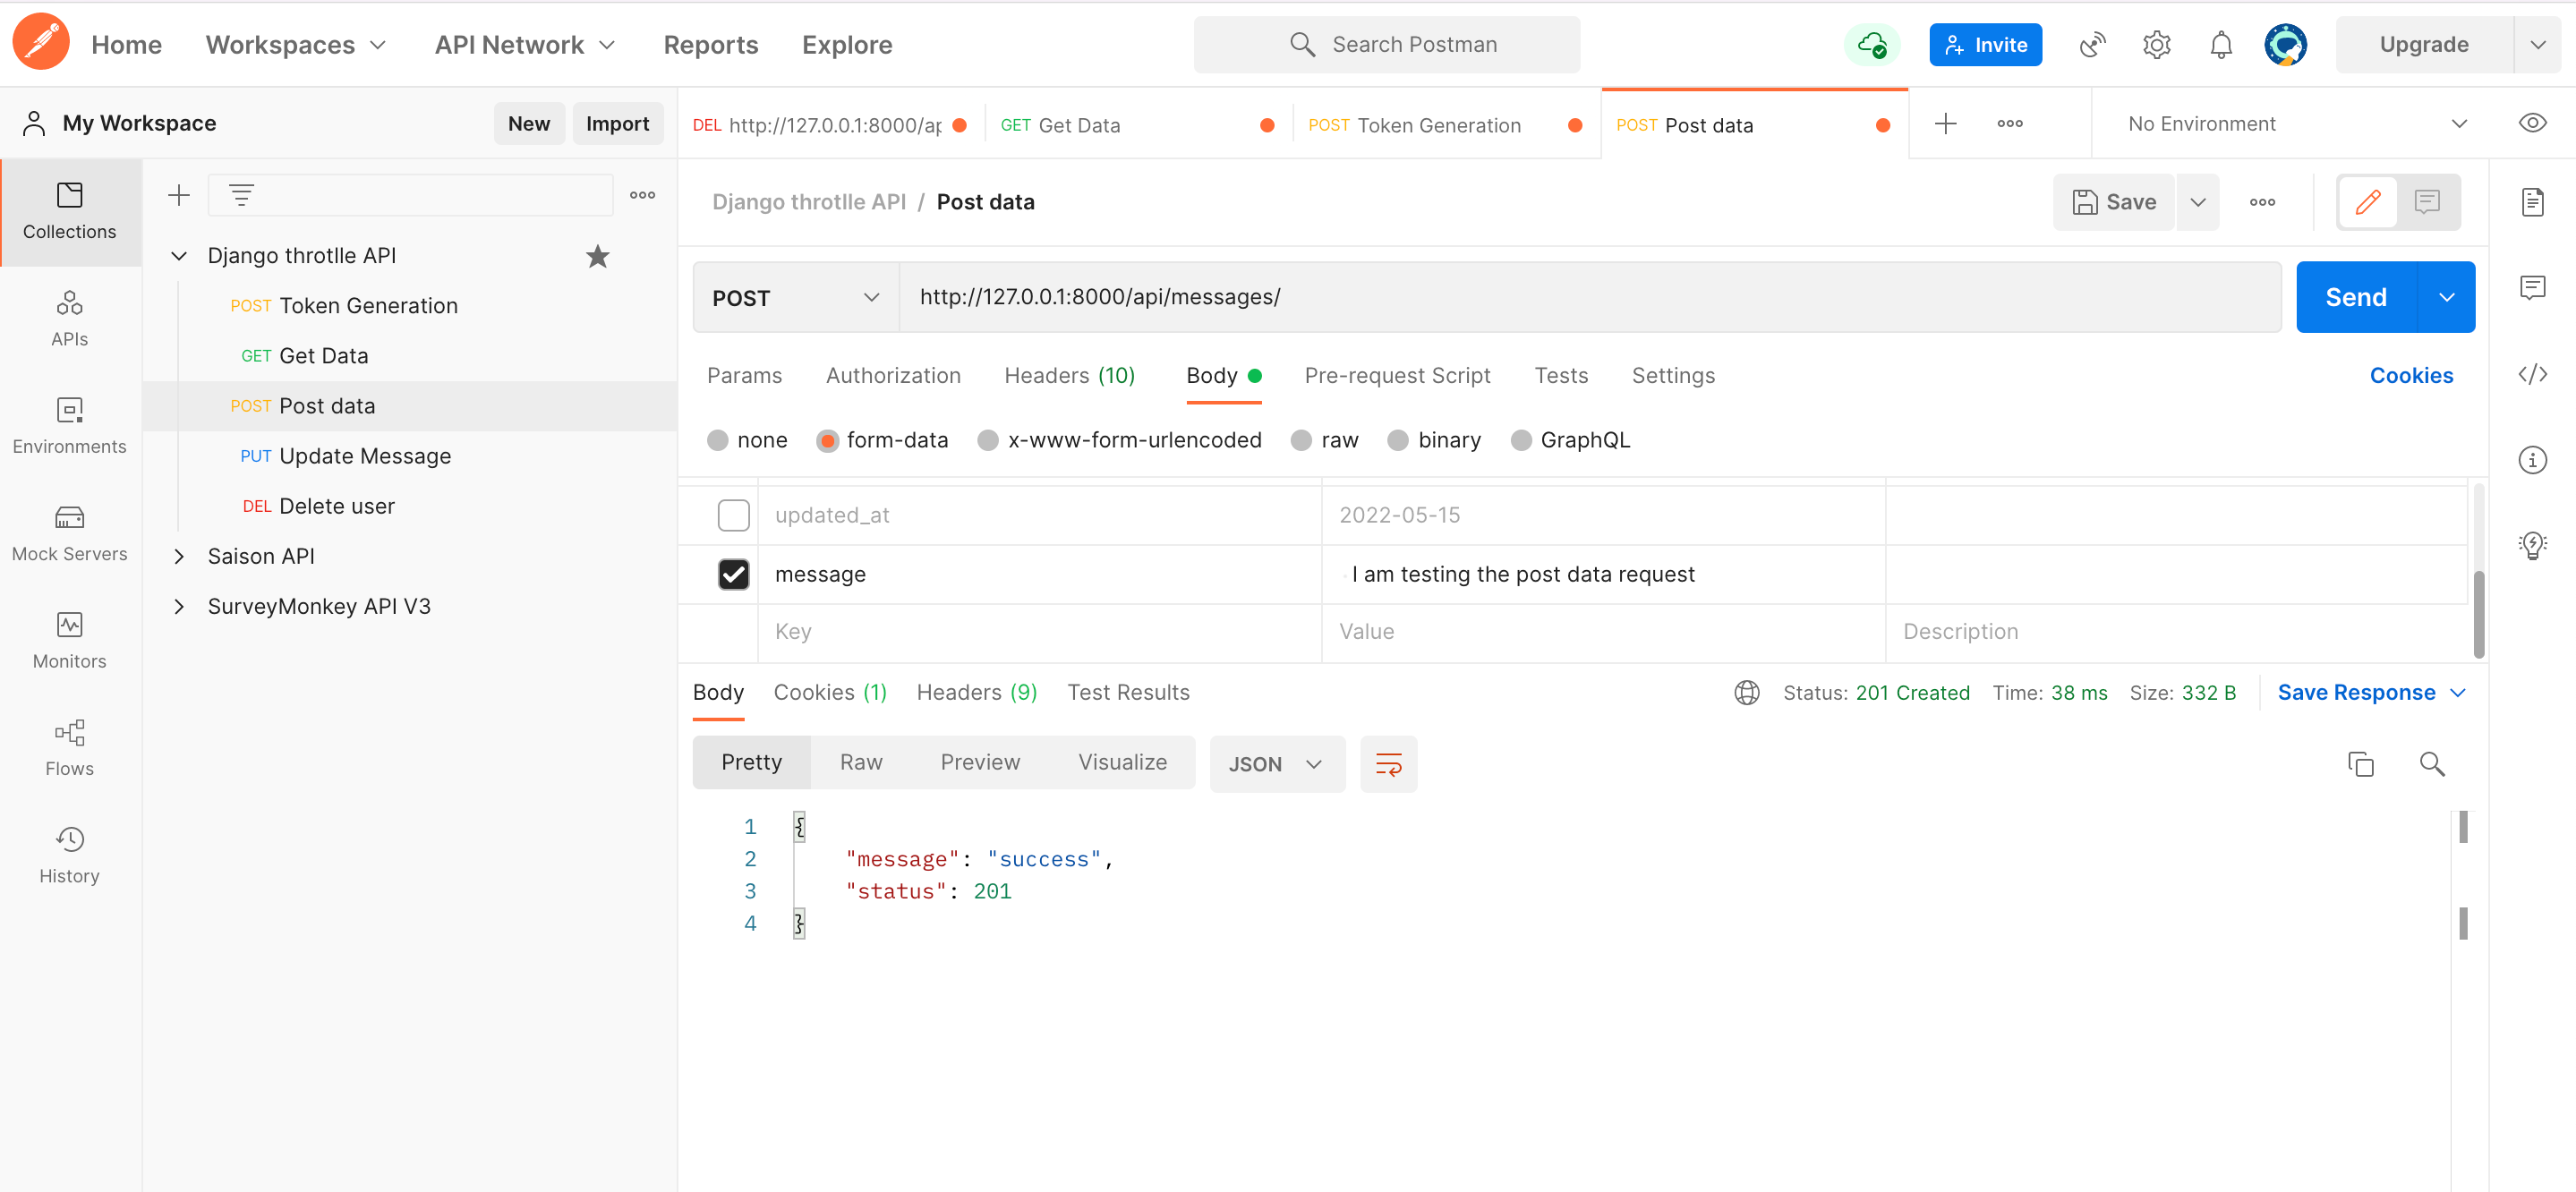 Home Workspaces API Network Reports Explore Search Postman Invite Upgrade
My Workspace New Import
DEL http://127.0.0.1:8000/ap GET Get Data POST Token Generation POST Post data No Environment
Collections
APIs
Environments
Mock Servers
Monitors
Flows
History
Django throtlle API
POST Token Generation
GET Get Data
POST Post data
PUT Update Message
DEL Delete user
Saison API
SurveyMonkey API V3
Django throtlle API / Post data Save
POST http://127.0.0.1:8000/api/messages/ Send
Params Authorization Headers (10) Body Pre-request Script Tests Settings Cookies
none form-data x-www-form-urlencoded raw binary GraphQL
updated_at 2022-05-15
message I am testing the post data request
Key Value Description
Body Cookies (1) Headers (9) Test Results Status: 201 Created Time: 38 ms Size: 332 B Save Response
Pretty Raw Preview Visualize JSON
1 {
2 "message": "success",
3 "status": 201
4 }